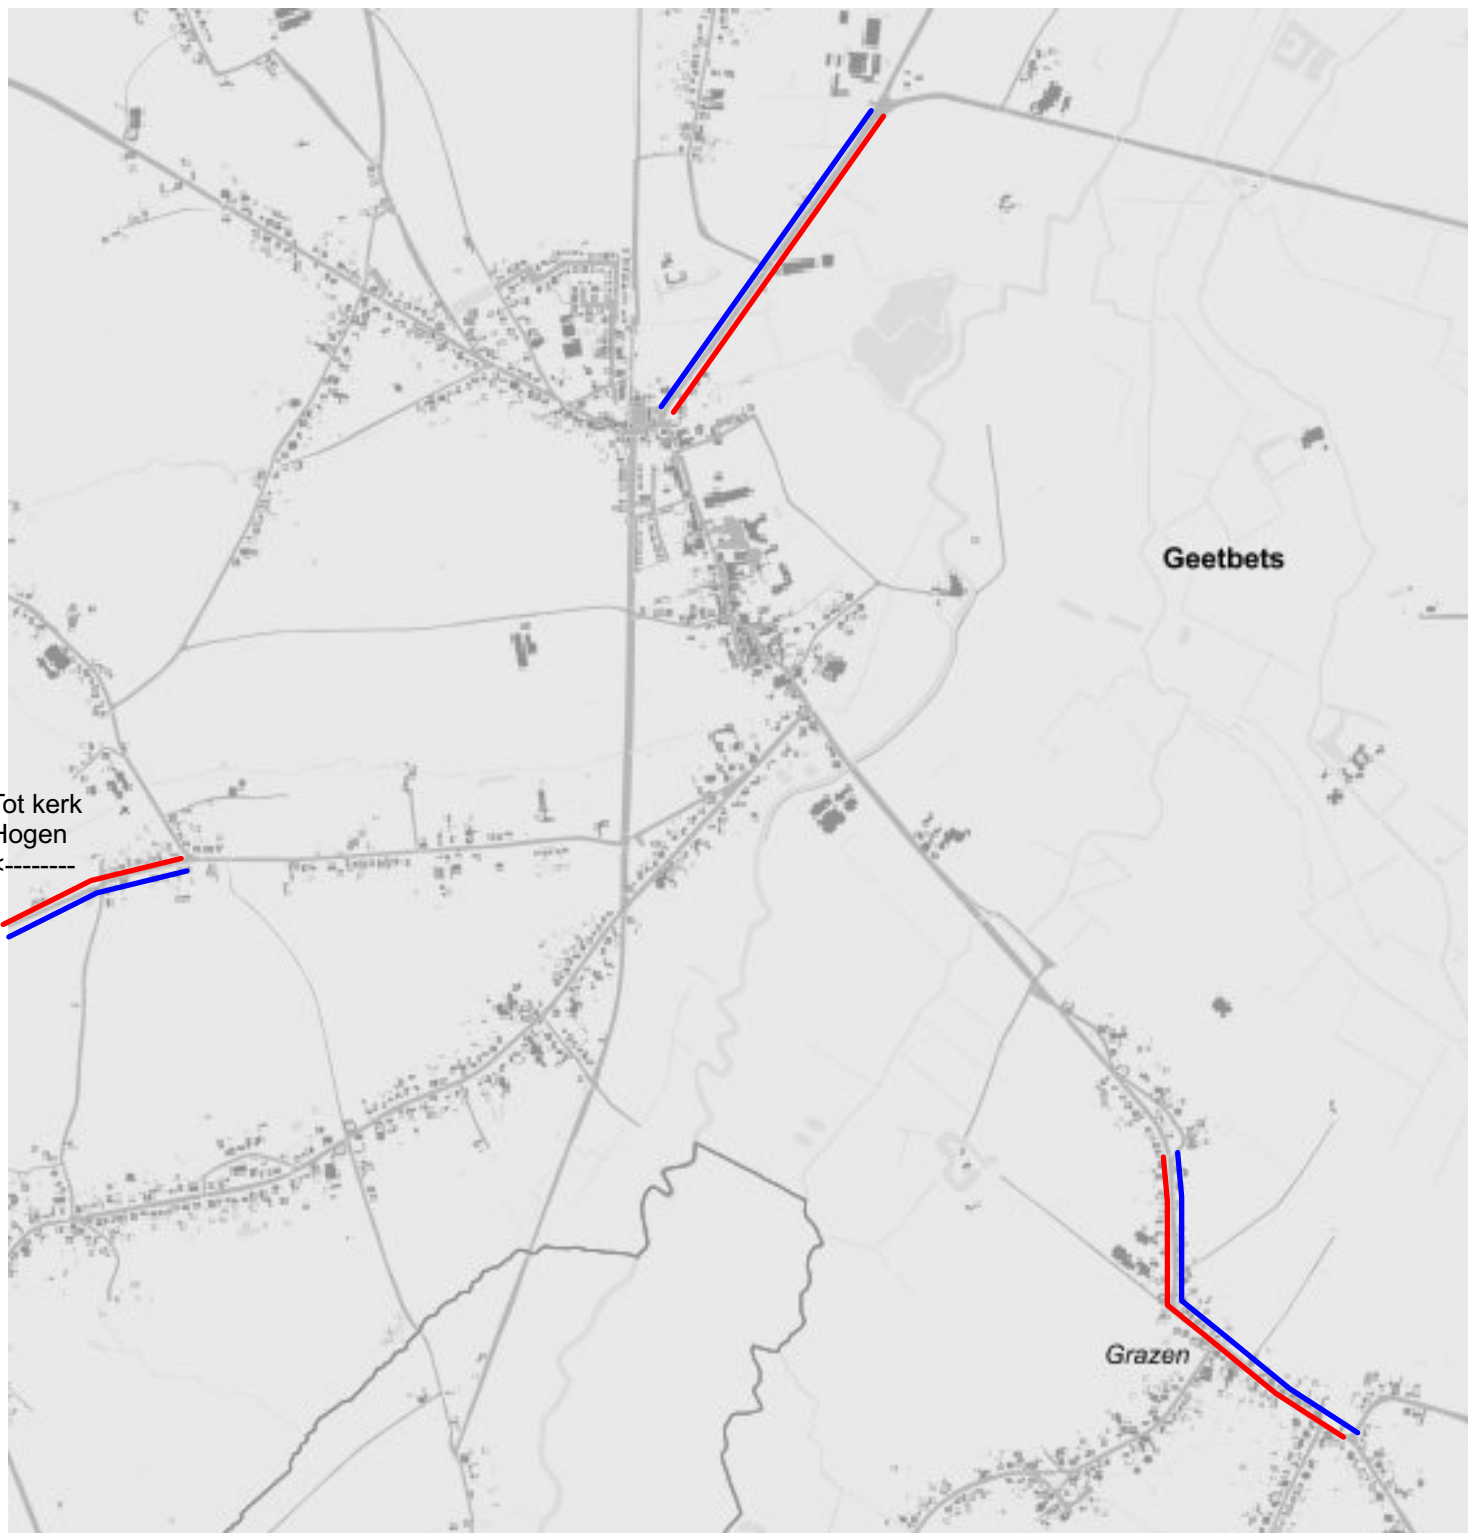 Geetbets
Tot kerk
Hogen
<--------
Grazen